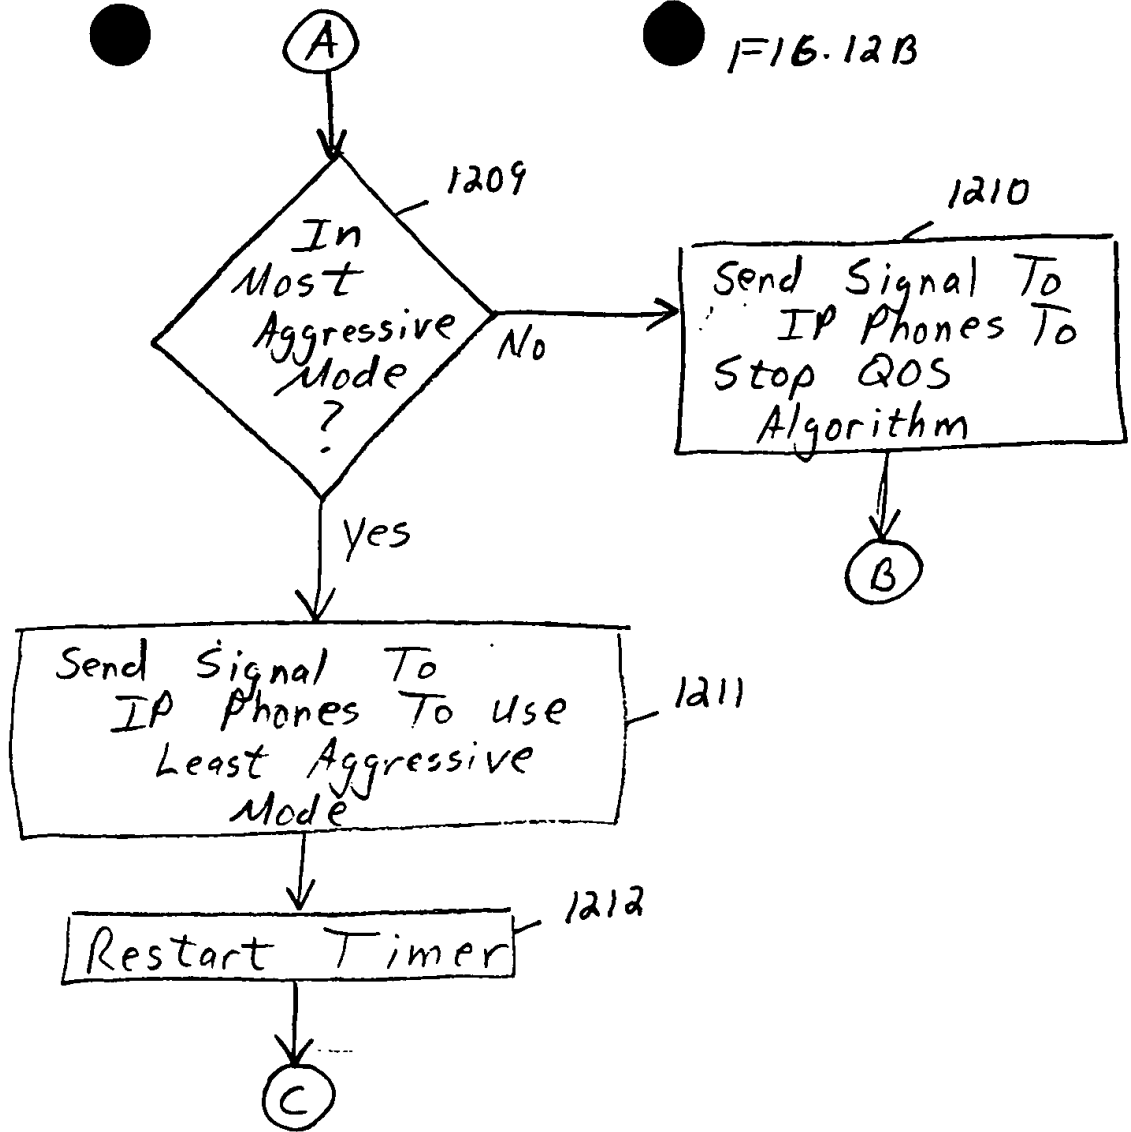 A
FIG. 12B
1209
In
Most
Aggressive
Mode
?
No
1210
Send Signal To
IP Phones To
Stop QOS
Algorithm
B
Yes
Send Signal To
IP Phones To Use
Least Aggressive
Mode
1211
1212
Restart Timer
C